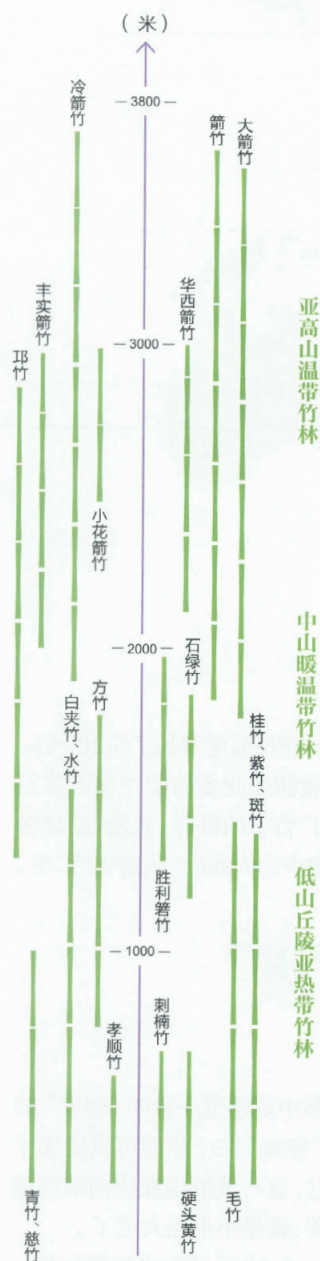 （米）
3800
冷箭竹
箭竹
大箭竹
3000
华西箭竹
丰实箭竹
邛竹
小花箭竹
亚高山温带竹林
2000
石绿竹
方竹
白夹竹、水竹
桂竹、紫竹、斑竹
中山暖温带竹林
胜利箬竹
1000
低山丘陵亚热带竹林
刺楠竹
孝顺竹
青竹、慈竹
硬头黄竹
毛竹